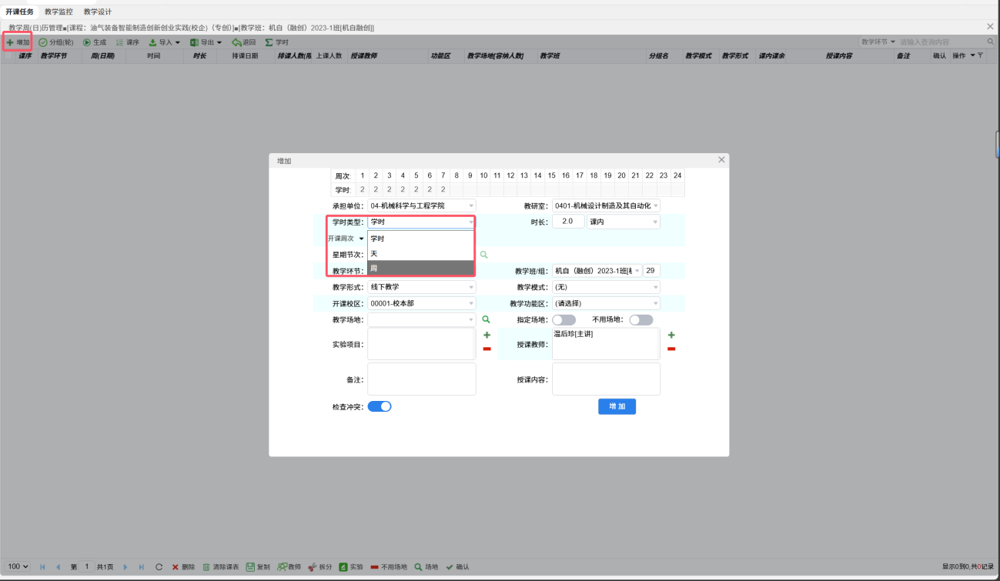 开课任务 教学监控 教学设计
教学周(日)历管理■[课程：油气装备智能制造创新创业实践(校企)（专创)]■[教学班：机自（融创）2023-1班[机自融创]]
增加 分组(轮) 生成 课序 导入 导出 退回 学时 教学环节 请输入查询内容
课序 教学环节 周(日期) 时间 时长 排课日期 排课人数(限 上课人数 授课教师 功能区 教学场地[容纳人数] 教学班 分组名 教学模式 教学形式 课内课余 授课内容 备注 确认 操作
增加
周次: 1 2 3 4 5 6 7 8 9 10 11 12 13 14 15 16 17 18 19 20 21 22 23 24
学时: 2 2 2 2 2 2 2
承担单位: 04-机械科学与工程学院 教研室: 0401-机械设计制造及其自动化
学时类型: 学时 时长: 2.0 课内
开课周次 学时
星期节次: 天
教学环节: 周 教学班/组: 机自（融创）2023-1班[机 29
教学形式: 线下教学 教学模式: (无)
开课校区: 00001-校本部 教学功能区: (请选择)
教学场地: 指定场地: 不用场地:
实验项目: 授课教师: 温后珍[主讲]
备注: 授课内容:
检查冲突: 增 加
100 第 1 共1页 删除 清除课表 复制 教师 拆分 实验 不用场地 场地 确认 显示0到0,共0记录